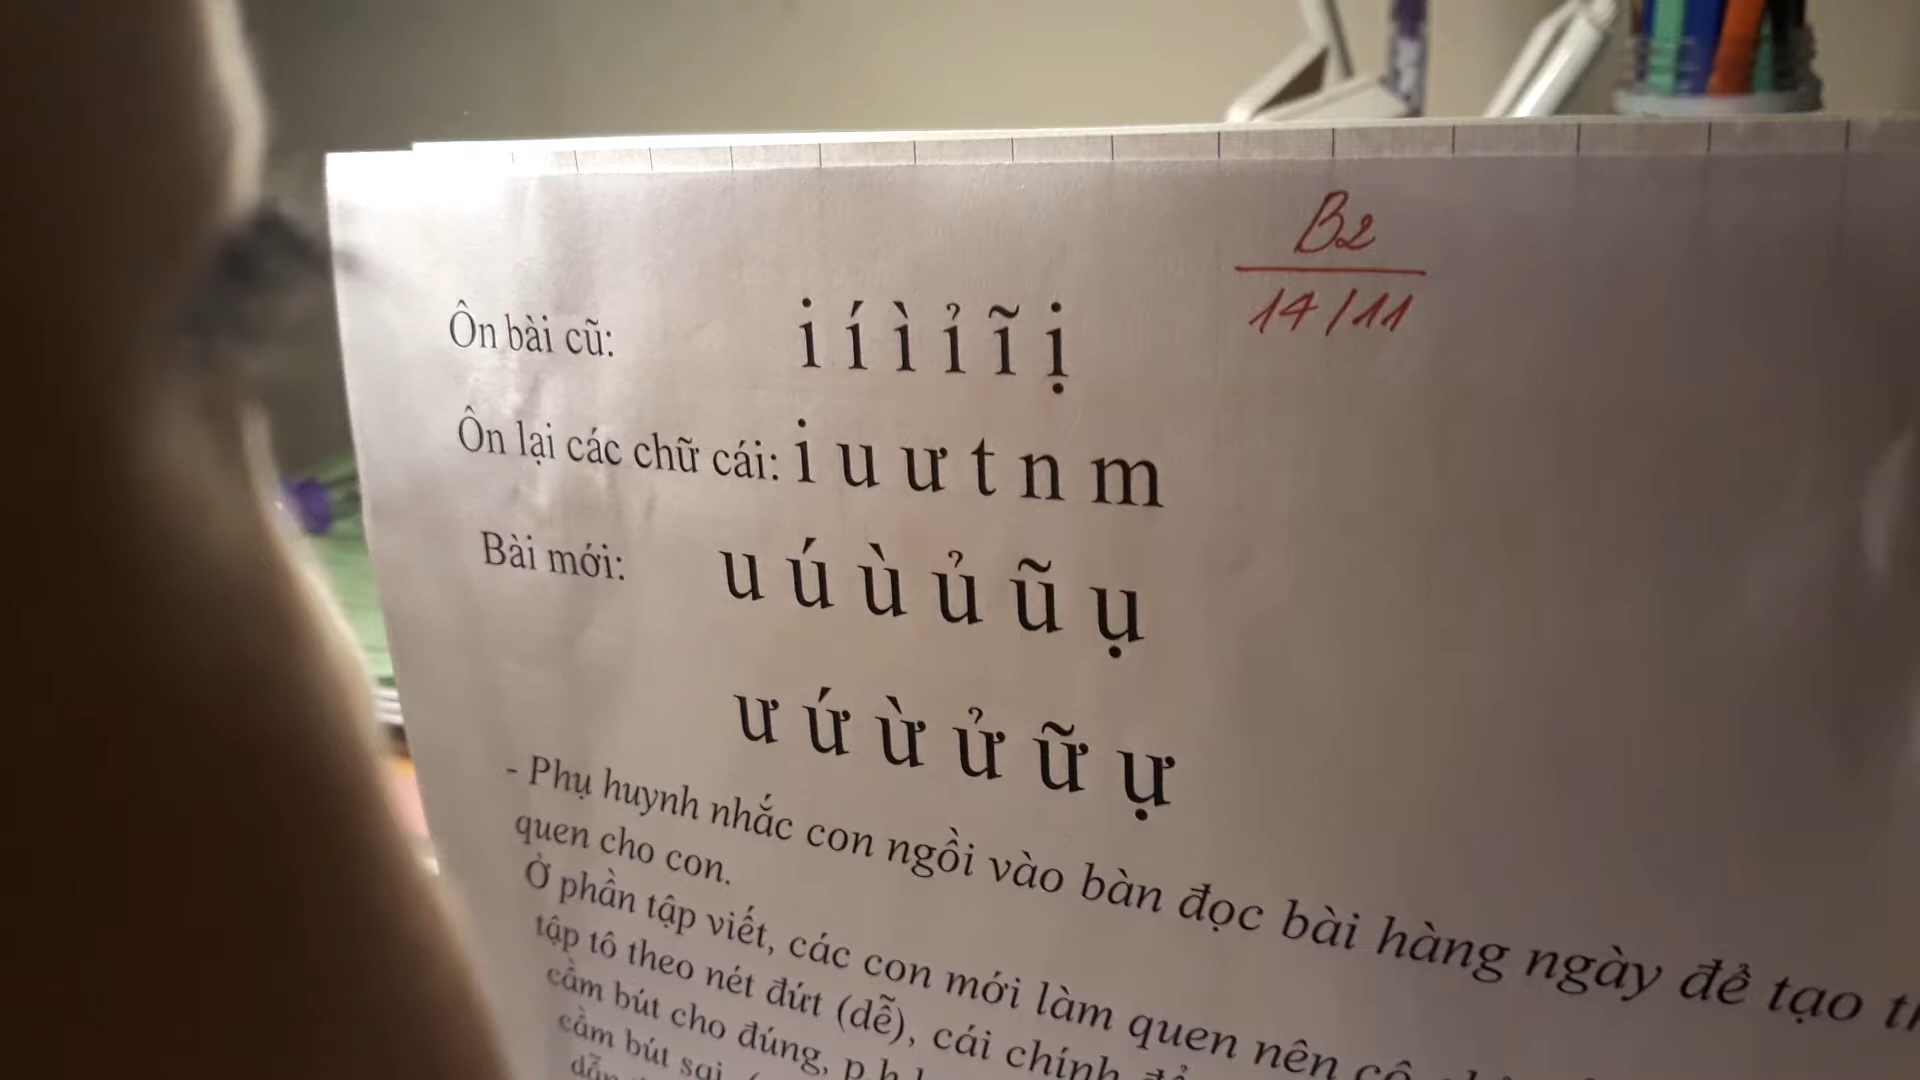 B2
14/11
Ôn bài cũ: i í ì ỉ ĩ ị
Ôn lại các chữ cái: i u ư t n m
Bài mới: u ú ù ủ ũ ụ
ư ứ ừ ử ữ ự
- Phụ huynh nhắc con ngồi vào bàn đọc bài hàng ngày để tạo
quen cho con.
Ở phần tập viết, các con mới làm quen nên cô
tập tô theo nét đứt (dễ), cái chính để
cầm bút cho đúng,
cầm bút sai,